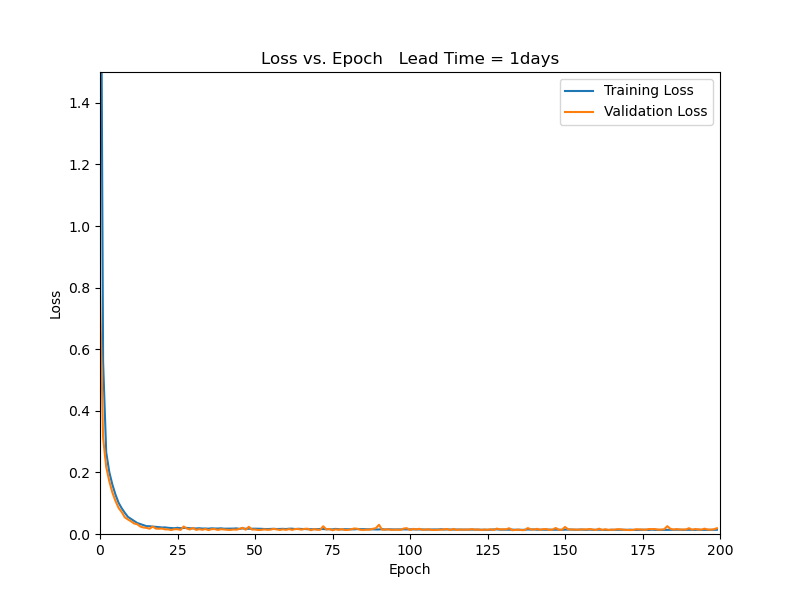 Loss vs. Epoch   Lead Time = 1days
Training Loss
Validation Loss
1.4
1.2
1.0
0.8
0.6
0.4
0.2
0.0
Loss
0 25 50 75 100 125 150 175 200
Epoch